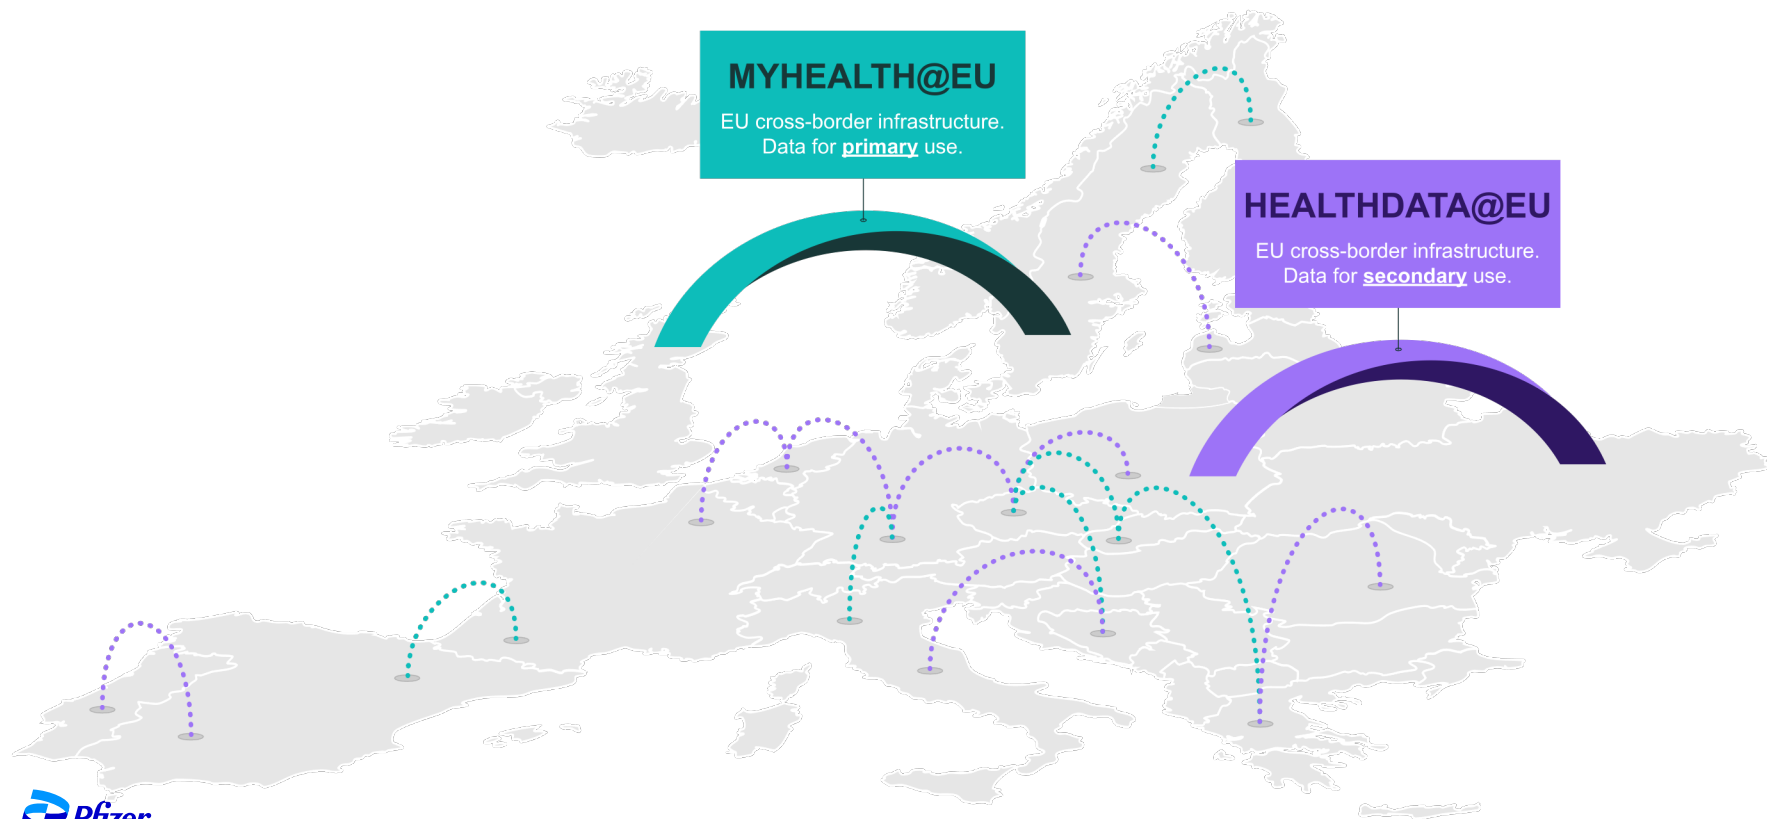 MYHEALTH@EU
EU cross-border infrastructure.
Data for primary use.
HEALTHDATA@EU
EU cross-border infrastructure.
Data for secondary use.
Pfizer